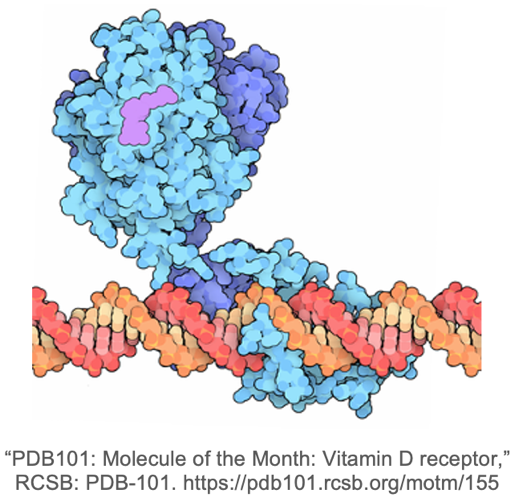 “PDB101: Molecule of the Month: Vitamin D receptor,”
RCSB: PDB-101. https://pdb101.rcsb.org/motm/155